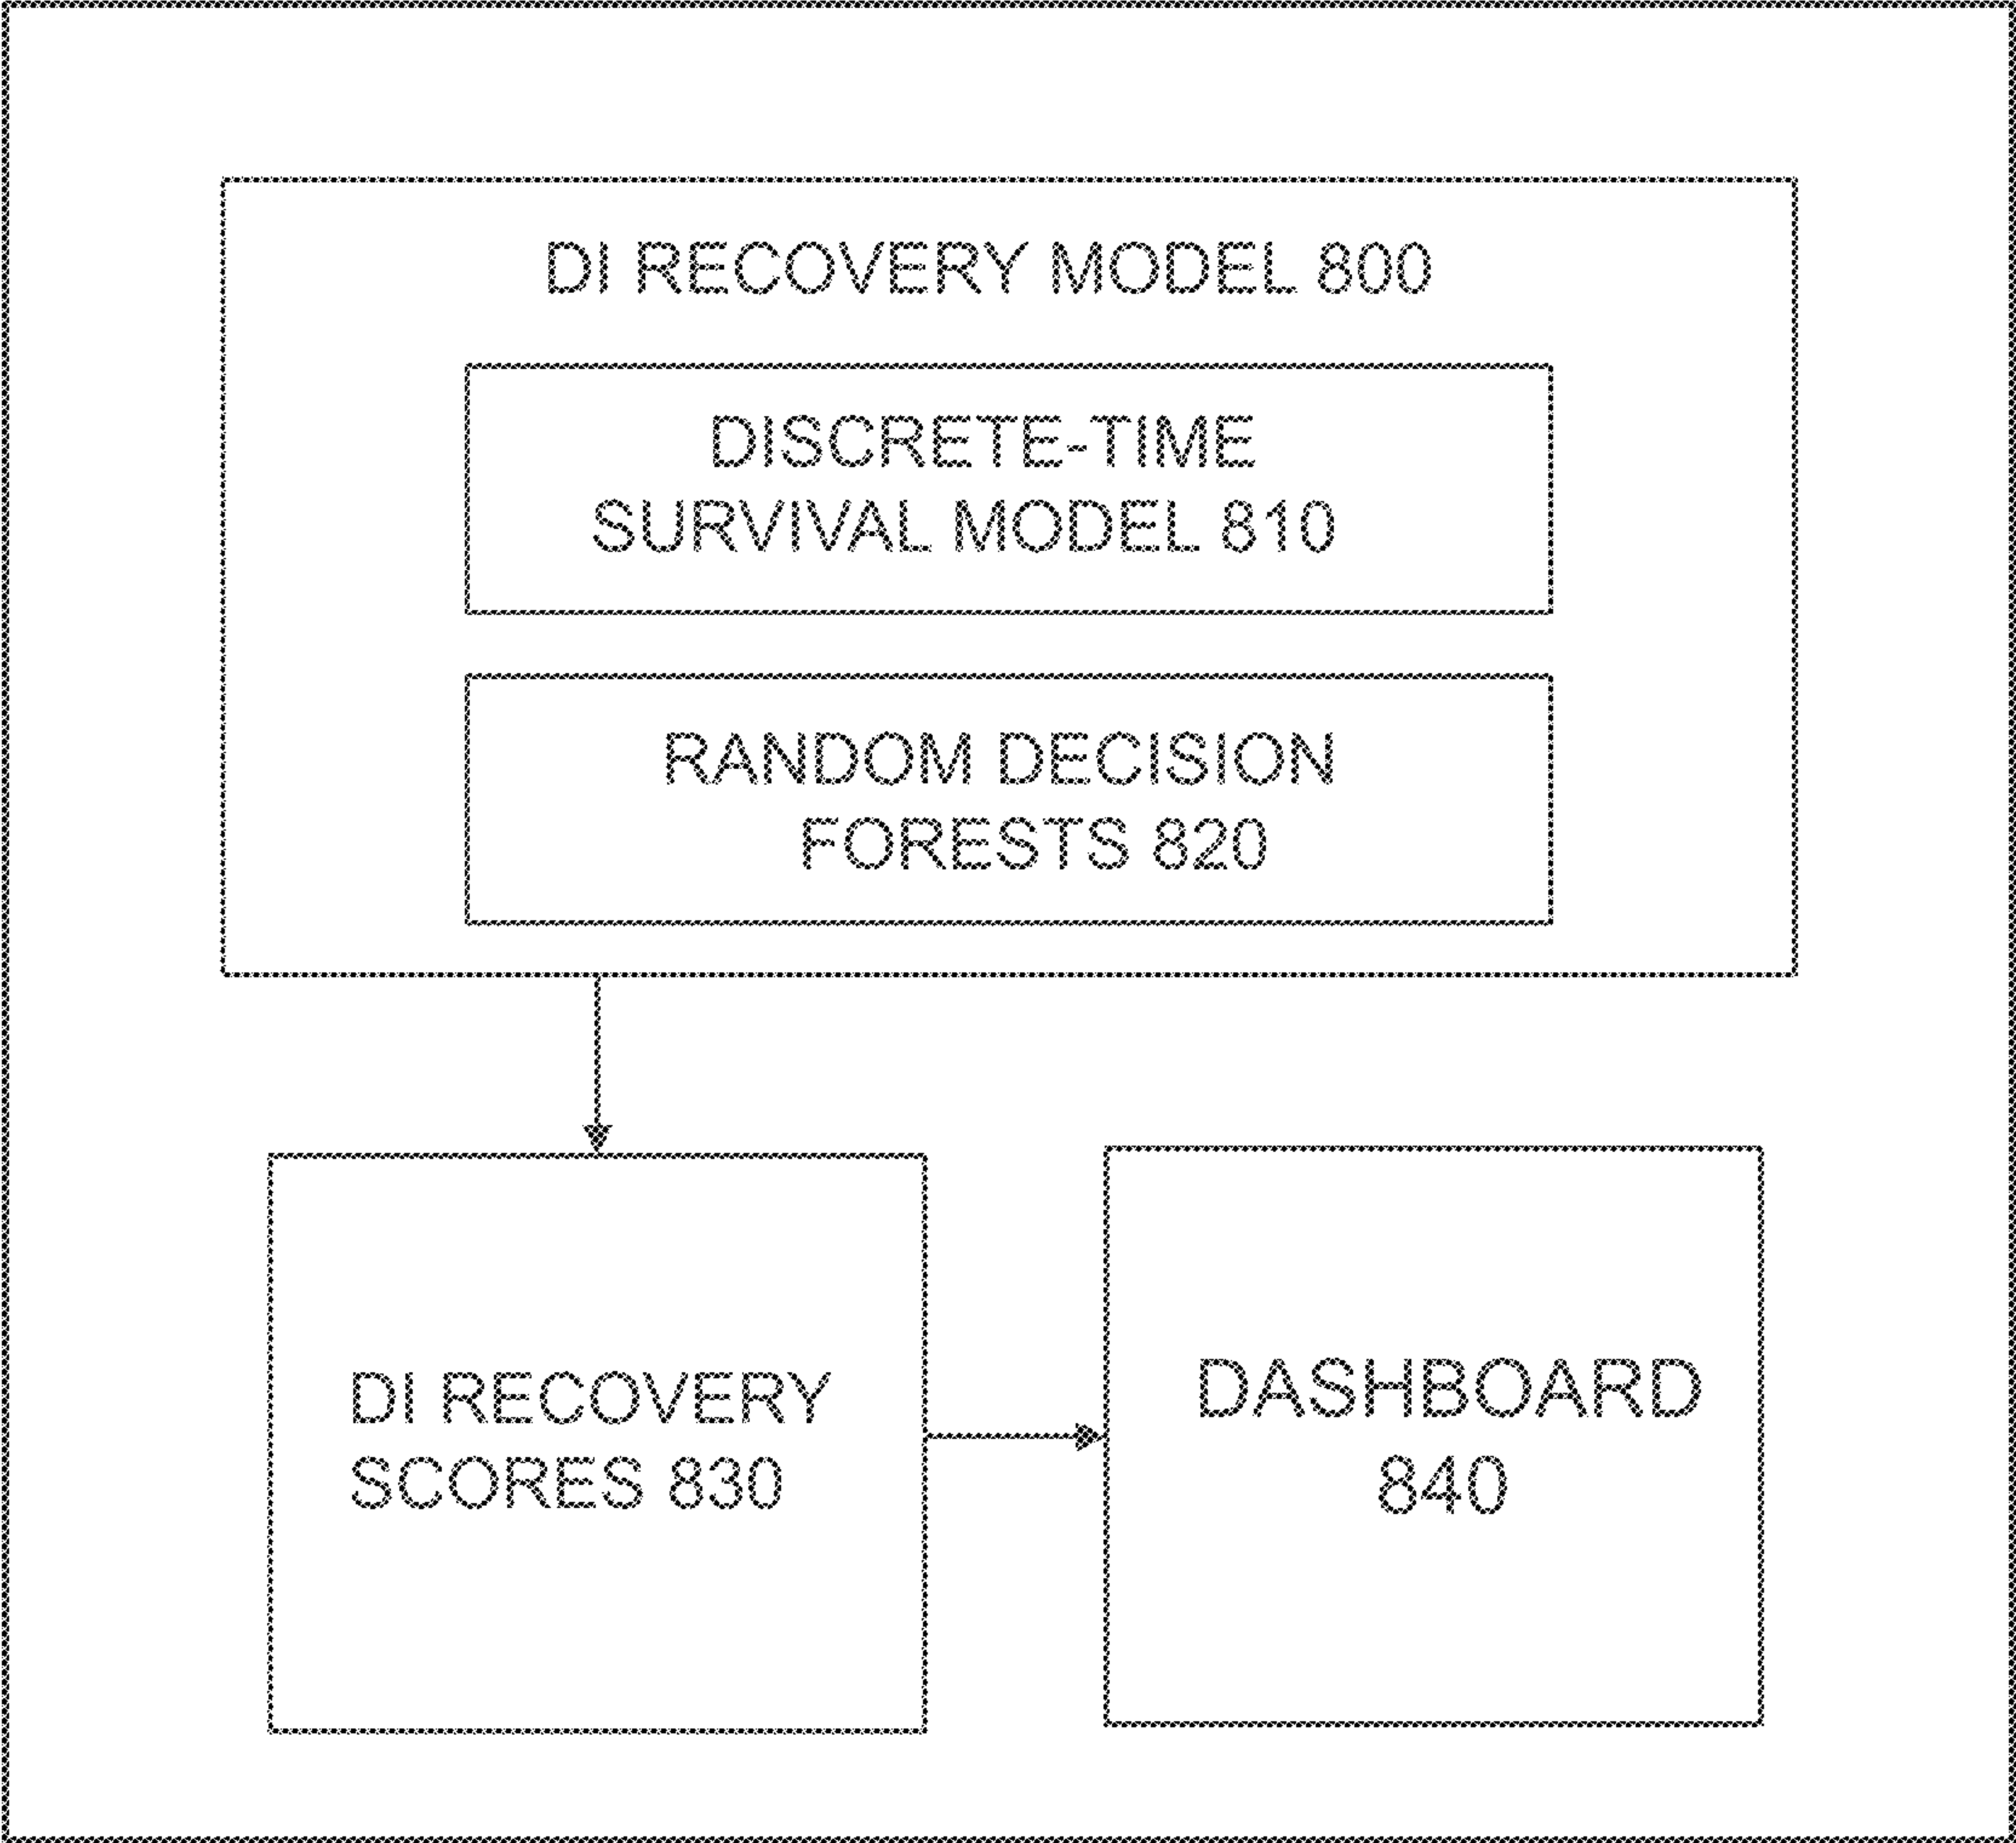 DI RECOVERY MODEL 800
DISCRETE-TIME
SURVIVAL MODEL 810
RANDOM DECISION
FORESTS 820
DI RECOVERY
SCORES 830
DASHBOARD
840